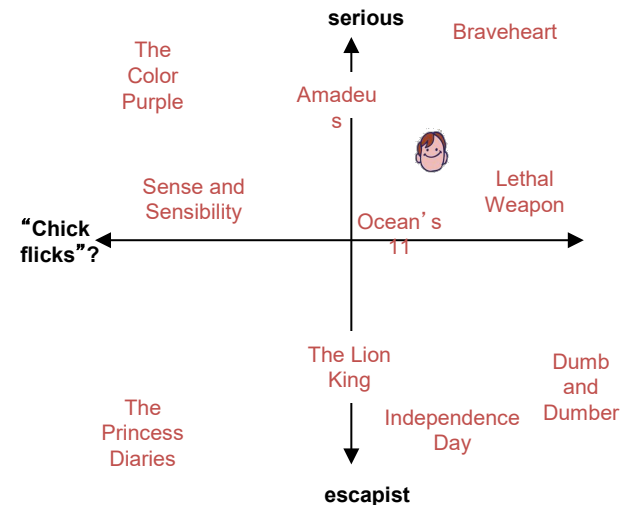 serious
Braveheart
The
Color
Purple
Amadeu
s
Sense and
Sensibility
Lethal
Weapon
“Chick
flicks”?
Ocean’s
11
The Lion
King
Dumb
and
Dumber
The
Princess
Diaries
Independence
Day
escapist